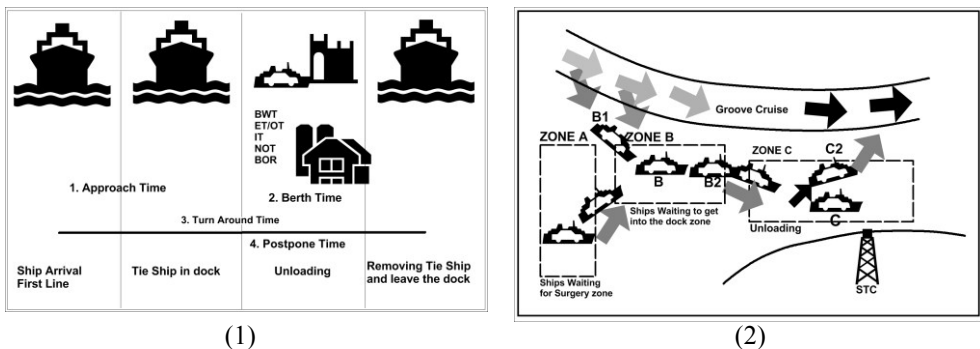 BWT
ET/OT
IT
NOT
BOR
1. Approach Time
2. Berth Time
3. Turn Around Time
4. Postpone Time
Ship Arrival
First Line
Tie Ship in dock
Unloading
Removing Tie Ship
and leave the dock
(1)
Groove Cruise
B1
ZONE A
ZONE B
ZONE C
C2
B
B2
C
Ships Waiting to get
into the dock zone
Unloading
Ships Waiting
for Surgery zone
STC
(2)